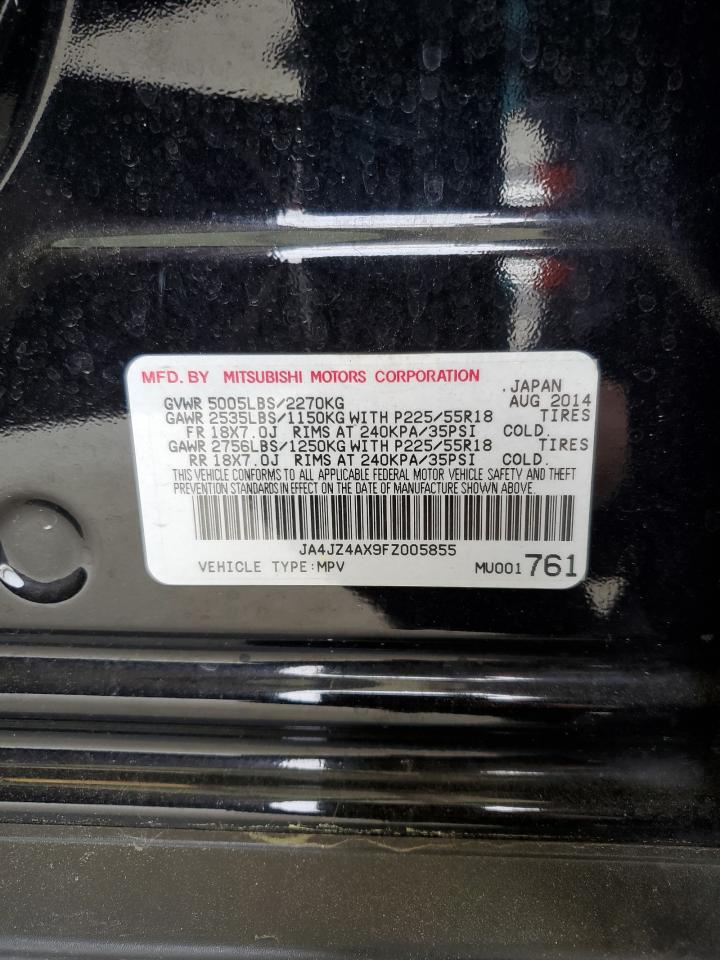 MFD. BY MITSUBISHI MOTORS CORPORATION . JAPAN
GVWR 5005LBS/2270KG AUG 2014
GAWR 2535LBS/1150KG WITH P225/55R18 TIRES
FR 18X7.0J RIMS AT 240KPA/35PSI COLD.
GAWR 2756LBS/1250KG WITH P225/55R18 TIRES
RR 18X7.0J RIMS AT 240KPA/35PSI COLD.
THIS VEHICLE CONFORMS TO ALL APPLICABLE FEDERAL MOTOR VEHICLE SAFETY AND THEFT
PREVENTION STANDARDS IN EFFECT ON THE DATE OF MANUFACTURE SHOWN ABOVE.
JA4JZ4AX9FZ005855
VEHICLE TYPE:MPV MU001761